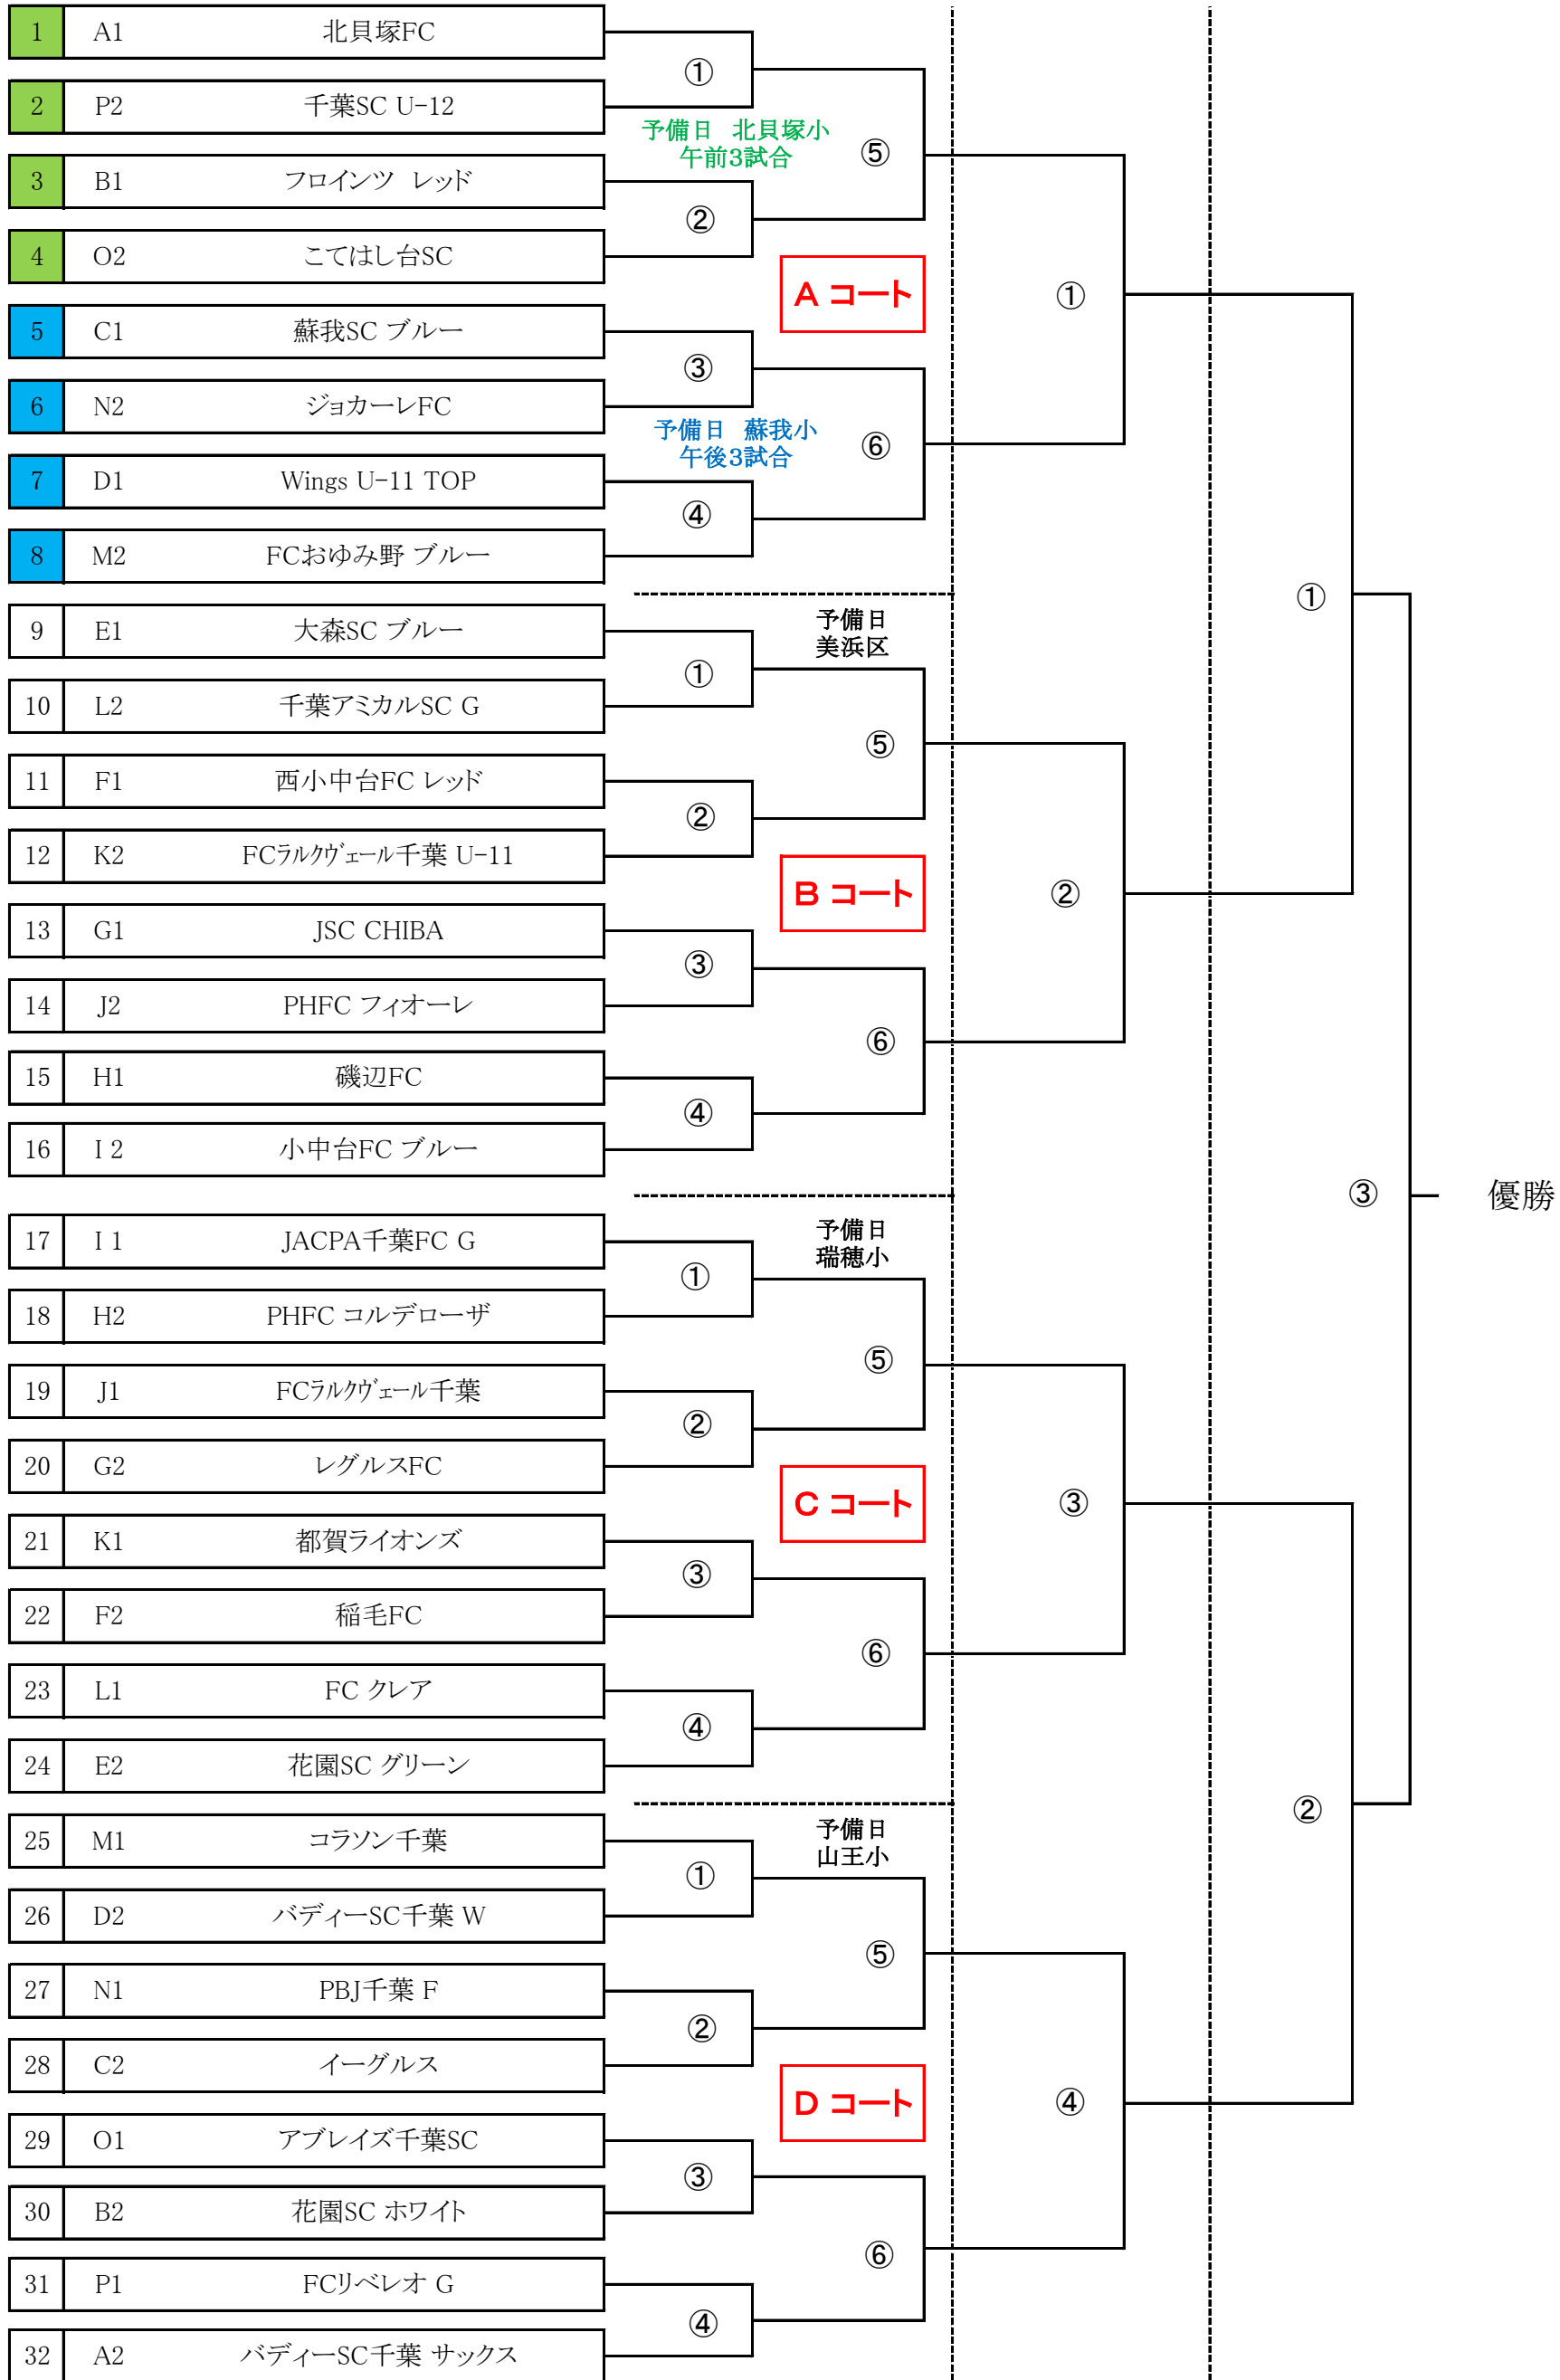 1 A1 北貝塚FC
①
2 P2 千葉SC U-12
予備日 北貝塚小
午前3試合
⑤
3 B1 フロインツ レッド
②
4 O2 こてはし台SC
A コート
①
5 C1 蘇我SC ブルー
③
6 N2 ジョカーレFC
予備日 蘇我小
午後3試合
⑥
7 D1 Wings U-11 TOP
④
8 M2 FCおゆみ野 ブルー
①
9 E1 大森SC ブルー
予備日
美浜区
①
10 L2 千葉アミカルSC G
⑤
11 F1 西小中台FC レッド
②
12 K2 FCラルクヴェール千葉 U-11
B コート
②
13 G1 JSC CHIBA
③
14 J2 PHFC フィオーレ
⑥
15 H1 磯辺FC
④
16 I 2 小中台FC ブルー
③ 優勝
17 I 1 JACPA千葉FC G
予備日
瑞穂小
①
18 H2 PHFC コルデローザ
⑤
19 J1 FCラルクヴェール千葉
②
20 G2 レグルスFC
C コート
③
21 K1 都賀ライオンズ
③
22 F2 稲毛FC
⑥
23 L1 FC クレア
④
24 E2 花園SC グリーン
②
25 M1 コラソン千葉
予備日
山王小
①
26 D2 バディーSC千葉 W
⑤
27 N1 PBJ千葉 F
②
28 C2 イーグルス
D コート
④
29 O1 アブレイズ千葉SC
③
30 B2 花園SC ホワイト
⑥
31 P1 FCリベレオ G
④
32 A2 バディーSC千葉 サックス